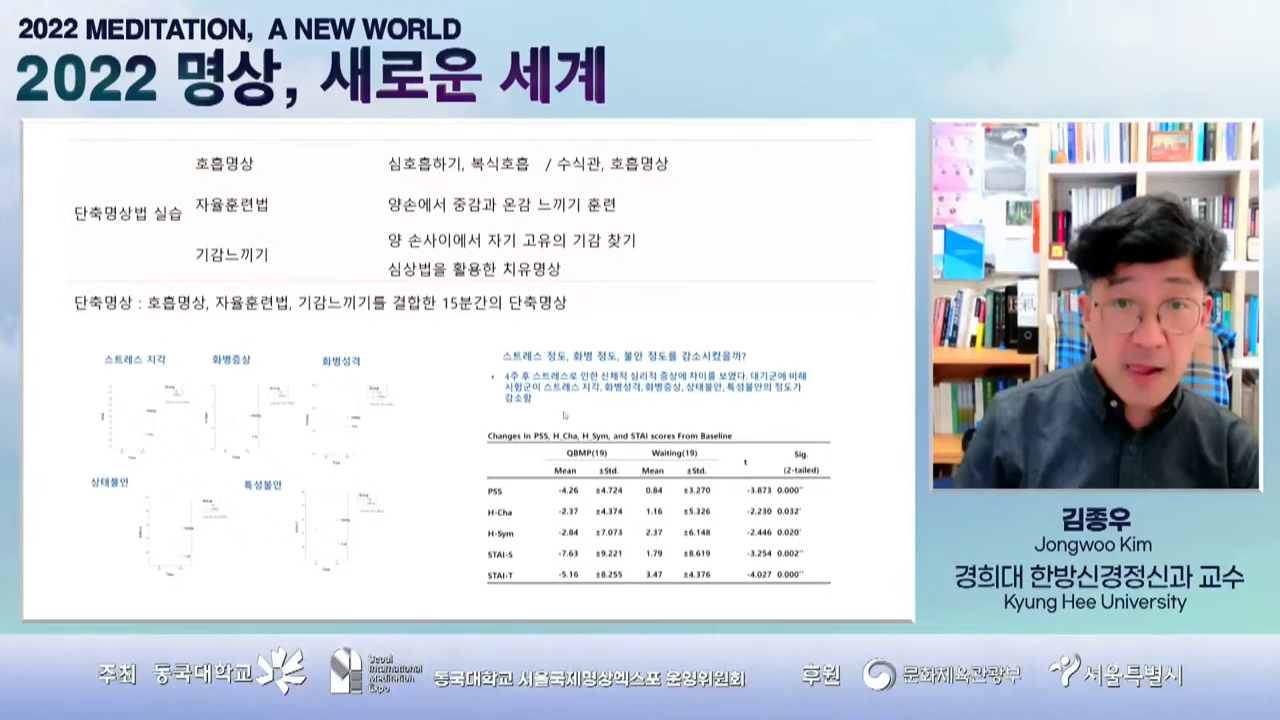 2022 MEDITATION, A NEW WORLD
2022 명상, 새로운 세계
호흡명상 심호흡하기, 복식호흡 / 수식관, 호흡명상
단축명상법 실습 자율훈련법 양손에서 중감과 온감 느끼기 훈련
기감느끼기 양 손사이에서 자기 고유의 기감 찾기
심상법을 활용한 치유명상
단축명상 : 호흡명상, 자율훈련법, 기감느끼기를 결합한 15분간의 단축명상
스트레스 지각 화병증상 화병성격
상태불안 특성불안
스트레스 정도, 화병 정도, 불안 정도를 감소시켰을까?
• 4주 후 스트레스로 인한 신체적 심리적 증상에 차이를 보였다. 대기군에 비해
시험군이 스트레스 지각, 화병성격, 화병증상, 상태불안, 특성불안의 정도가
감소함
Changes In PSS, H_Cha, H_Sym, and STAI scores From Baseline
QBMP(19) Waiting(19) t Sig.
Mean ±Std. Mean ±Std. (2-tailed)
PSS -4.26 ±4.724 0.84 ±3.270 -3.873 0.000**
H-Cha -2.37 ±4.374 1.16 ±5.326 -2.230 0.032*
H-Sym -2.84 ±7.073 2.37 ±6.148 -2.446 0.020*
STAI-S -7.63 ±9.221 1.79 ±8.619 -3.254 0.002**
STAI-T -5.16 ±8.255 3.47 ±4.376 -4.027 0.000**
김종우
Jongwoo Kim
경희대 한방신경정신과 교수
Kyung Hee University
주최 동국대학교 Seoul International Meditation Expo 동국대학교 서울국제명상엑스포 운영위원회 후원 문화체육관광부 서울특별시